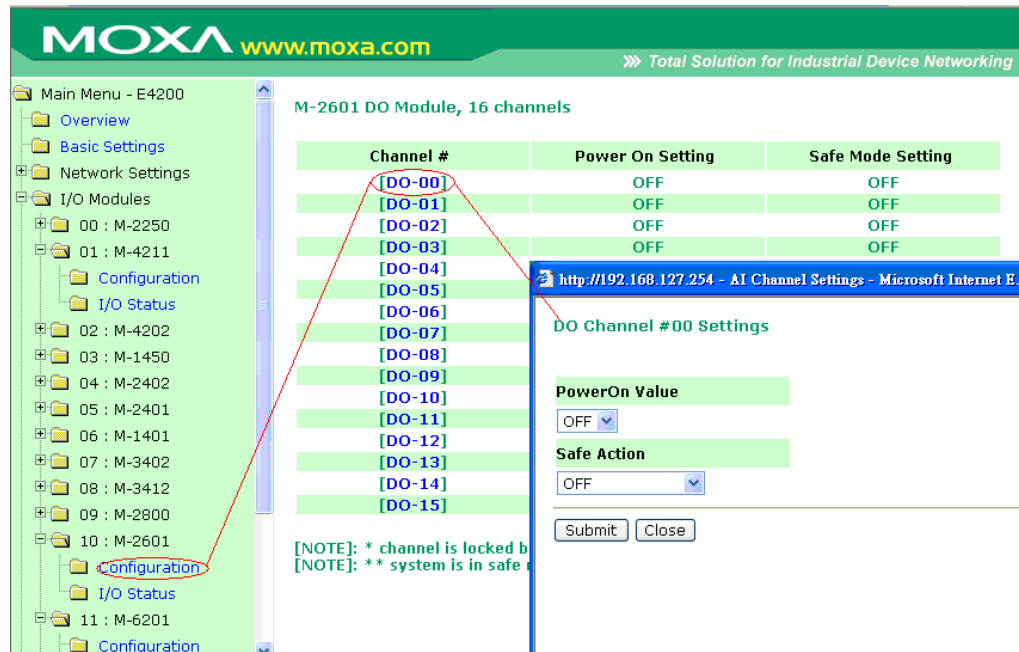 MOXA www.moxa.com
Total Solution for Industrial Device Networking
Main Menu - E4200
Overview
Basic Settings
Network Settings
I/O Modules
00 : M-2250
01 : M-4211
Configuration
I/O Status
02 : M-4202
03 : M-1450
04 : M-2402
05 : M-2401
06 : M-1401
07 : M-3402
08 : M-3412
09 : M-2800
10 : M-2601
Configuration
I/O Status
11 : M-6201
Configuration
M-2601 DO Module, 16 channels
Channel # Power On Setting Safe Mode Setting
[DO-00] OFF OFF
[DO-01] OFF OFF
[DO-02] OFF OFF
[DO-03] OFF OFF
[DO-04]
[DO-05]
[DO-06]
[DO-07]
[DO-08]
[DO-09]
[DO-10]
[DO-11]
[DO-12]
[DO-13]
[DO-14]
[DO-15]
[NOTE]: * channel is locked b
[NOTE]: ** system is in safe
http://192.168.127.254 - AI Channel Settings - Microsoft Internet E
DO Channel #00 Settings
PowerOn Value
OFF
Safe Action
OFF
Submit Close